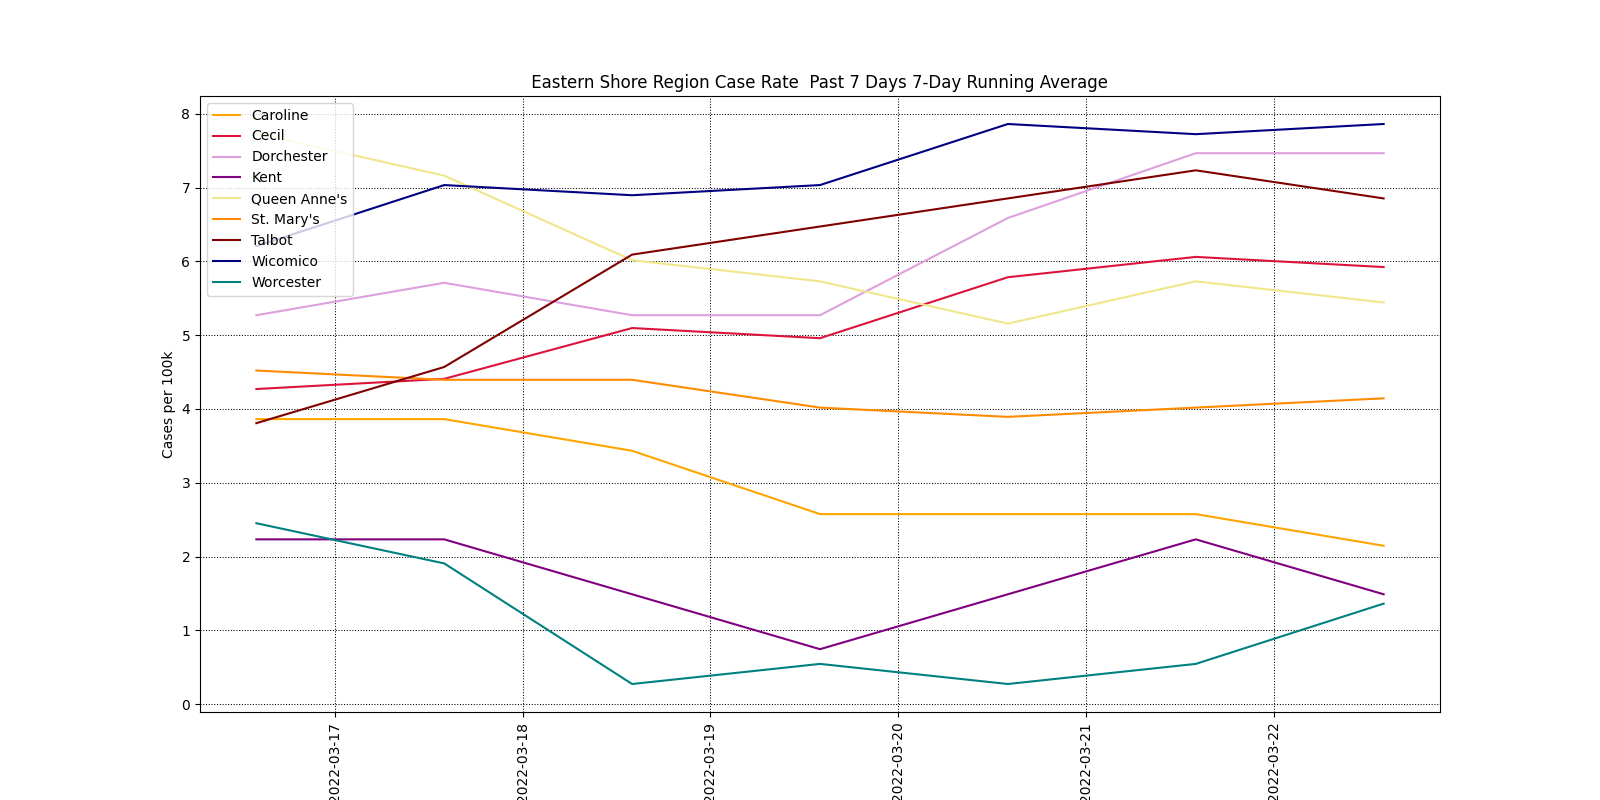 Eastern Shore Region Case Rate  Past 7 Days 7-Day Running Average
Caroline
Cecil
Dorchester
Kent
Queen Anne's
St. Mary's
Talbot
Wicomico
Worcester
Cases per 100k
8
7
6
5
4
3
2
1
0
2022-03-17
2022-03-18
2022-03-19
2022-03-20
2022-03-21
2022-03-22